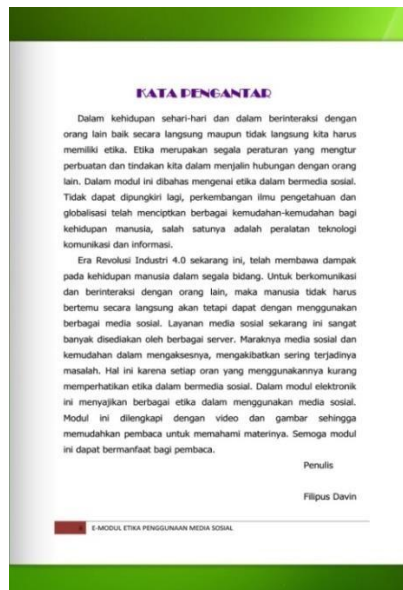 KATA PENGANTAR
Dalam kehidupan sehari-hari dan dalam berinteraksi dengan
orang lain baik secara langsung maupun tidak langsung kita harus
memiliki etika. Etika merupakan segala peraturan yang mengtur
perbuatan dan tindakan kita dalam menjalin hubungan dengan orang
lain. Dalam modul ini dibahas mengenai etika dalam bermedia sosial.
Tidak dapat dipungkiri lagi, perkembangan ilmu pengetahuan dan
globalisasi telah menciptkan berbagai kemudahan-kemudahan bagi
kehidupan manusia, salah satunya adalah peralatan teknologi
komunikasi dan informasi.
Era Revolusi Industri 4.0 sekarang ini, telah membawa dampak
pada kehidupan manusia dalam segala bidang. Untuk berkomunikasi
dan berinteraksi dengan orang lain, maka manusia tidak harus
bertemu secara langsung akan tetapi dapat dengan menggunakan
berbagai media sosial. Layanan media sosial sekarang ini sangat
banyak disediakan oleh berbagai server. Maraknya media sosial dan
kemudahan dalam mengaksesnya, mengakibatkan sering terjadinya
masalah. Hal ini karena setiap oran yang menggunakannya kurang
memperhatikan etika dalam bermedia sosial. Dalam modul elektronik
ini menyajikan berbagai etika dalam menggunakan media sosial.
Modul ini dilengkapi dengan video dan gambar sehingga
memudahkan pembaca untuk memahami materinya. Semoga modul
ini dapat bermanfaat bagi pembaca.
Penulis
Filipus Davin
E-MODUL ETIKA PENGGUNAAN MEDIA SOSIAL